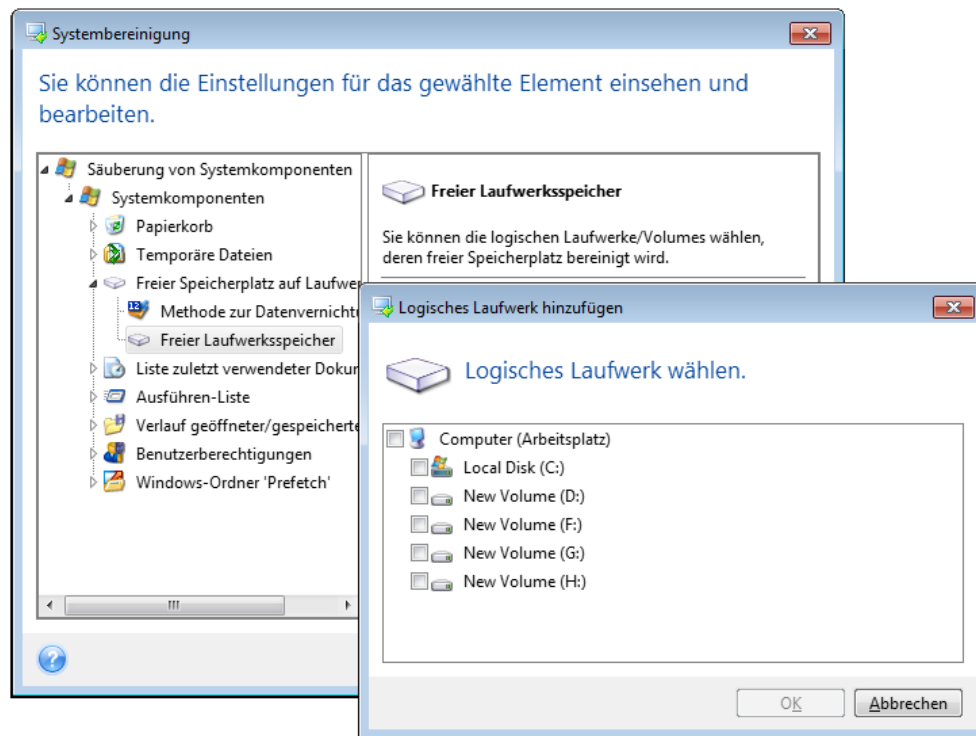 Systembereinigung
Sie können die Einstellungen für das gewählte Element einsehen und
bearbeiten.
Säuberung von Systemkomponenten
Systemkomponenten
Papierkorb
Temporäre Dateien
Freier Speicherplatz auf Laufwer
Methode zur Datenvernicht
Freier Laufwerksspeicher
Liste zuletzt verwendeter Dokur
Ausführen-Liste
Verlauf geöffneter/gespeicherte
Benutzerberechtigungen
Windows-Ordner 'Prefetch'
Freier Laufwerksspeicher
Sie können die logischen Laufwerke/Volumes wählen,
deren freier Speicherplatz bereinigt wird.
Logisches Laufwerk hinzufügen
Logisches Laufwerk wählen.
Computer (Arbeitsplatz)
Local Disk (C:)
New Volume (D:)
New Volume (F:)
New Volume (G:)
New Volume (H:)
OK
Abbrechen